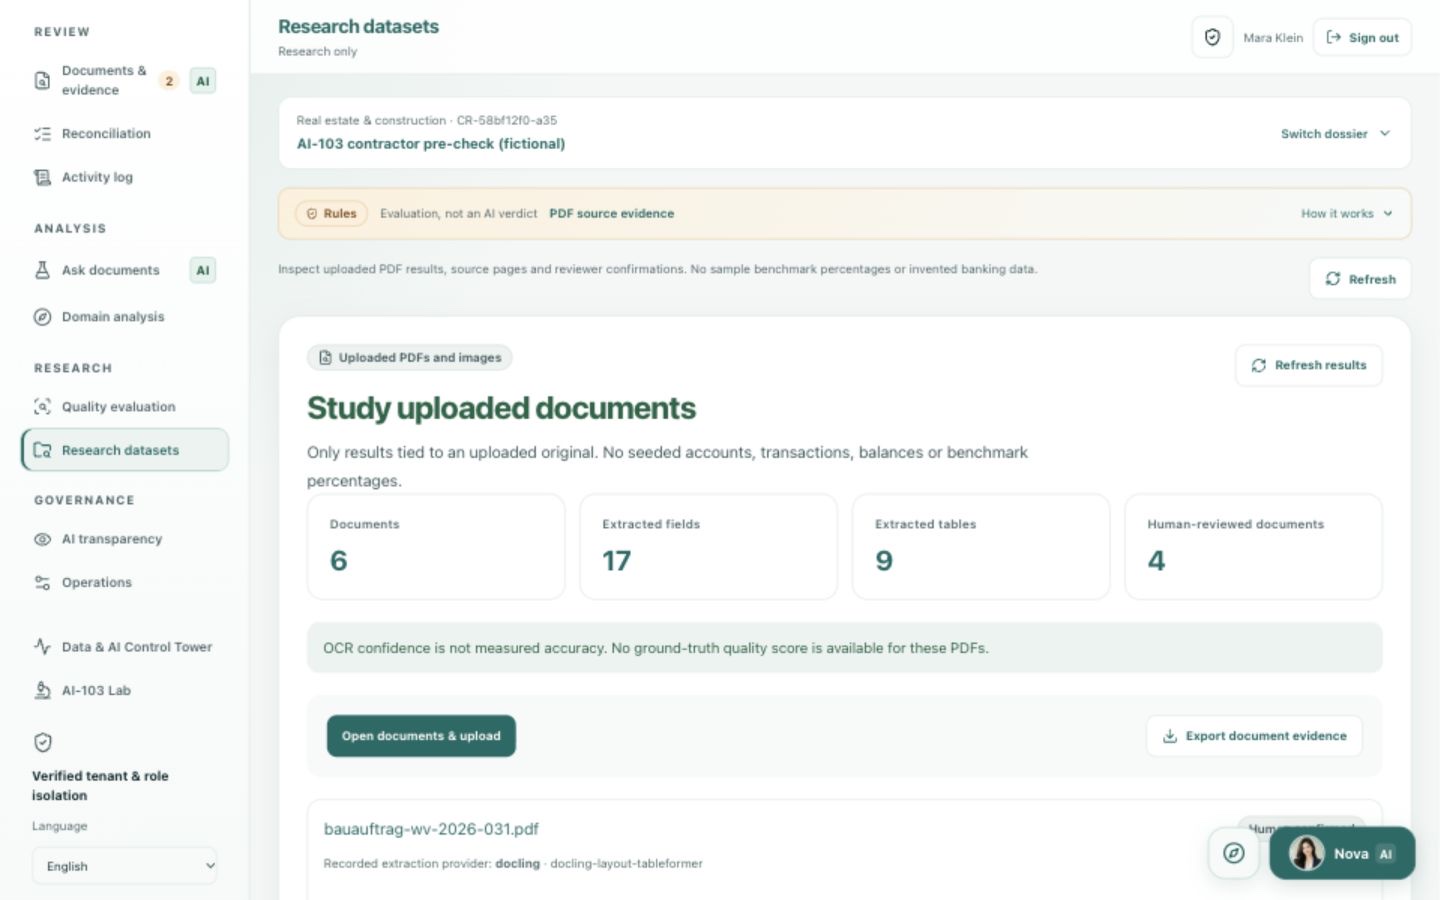 REVIEW
Documents &
evidence
2
AI
Reconciliation
Activity log
ANALYSIS
Ask documents
AI
Domain analysis
RESEARCH
Quality evaluation
Research datasets
GOVERNANCE
AI transparency
Operations
Data & AI Control Tower
AI-103 Lab
Verified tenant & role
isolation
Language
English
Research datasets
Research only
Mara Klein
Sign out
Real estate & construction · CR-58bf12f0-a35
AI-103 contractor pre-check (fictional)
Switch dossier
Rules
Evaluation, not an AI verdict
PDF source evidence
How it works
Inspect uploaded PDF results, source pages and reviewer confirmations. No sample benchmark percentages or invented banking data.
Refresh
Uploaded PDFs and images
Refresh results
Study uploaded documents
Only results tied to an uploaded original. No seeded accounts, transactions, balances or benchmark
percentages.
Documents
6
Extracted fields
17
Extracted tables
9
Human-reviewed documents
4
OCR confidence is not measured accuracy. No ground-truth quality score is available for these PDFs.
Open documents & upload
Export document evidence
bauauftrag-wv-2026-031.pdf
Recorded extraction provider: docling · docling-layout-tableformer
Nova
AI